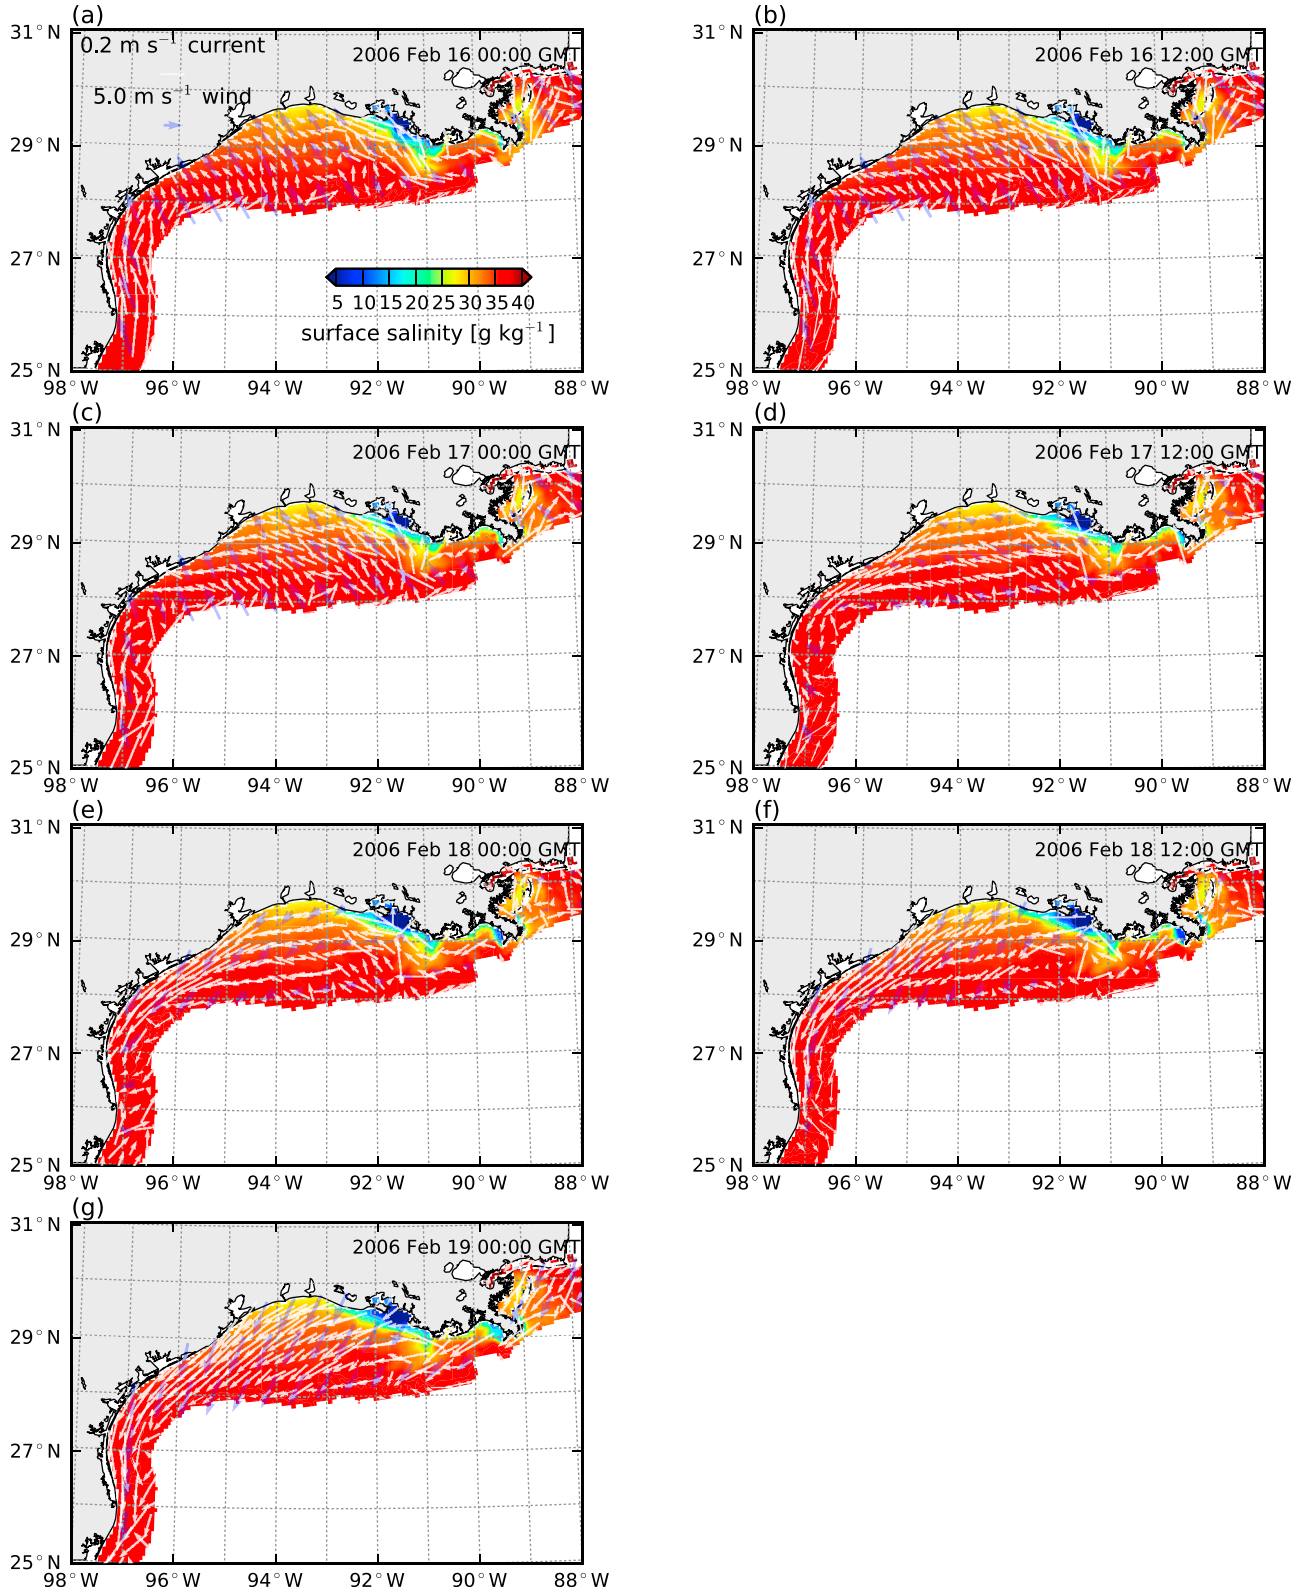 (a)
31°N
29°N
27°N
25°N
0.2 m s⁻¹ current
5.0 m s⁻¹ wind
2006 Feb 16 00:00 GMT
5 10 15 20 25 30 35 40
surface salinity [g kg⁻¹]
98°W 96°W 94°W 92°W 90°W 88°W
(b)
31°N
29°N
27°N
25°N
2006 Feb 16 12:00 GMT
98°W 96°W 94°W 92°W 90°W 88°W
(c)
31°N
29°N
27°N
25°N
2006 Feb 17 00:00 GMT
98°W 96°W 94°W 92°W 90°W 88°W
(d)
31°N
29°N
27°N
25°N
2006 Feb 17 12:00 GMT
98°W 96°W 94°W 92°W 90°W 88°W
(e)
31°N
29°N
27°N
25°N
2006 Feb 18 00:00 GMT
98°W 96°W 94°W 92°W 90°W 88°W
(f)
31°N
29°N
27°N
25°N
2006 Feb 18 12:00 GMT
98°W 96°W 94°W 92°W 90°W 88°W
(g)
31°N
29°N
27°N
25°N
2006 Feb 19 00:00 GMT
98°W 96°W 94°W 92°W 90°W 88°W